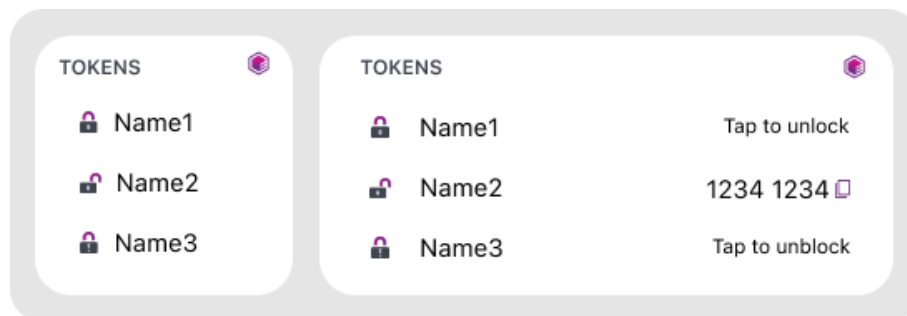 TOKENS
Name1
Name2
Name3
TOKENS
Name1 Tap to unlock
Name2 1234 1234
Name3 Tap to unblock